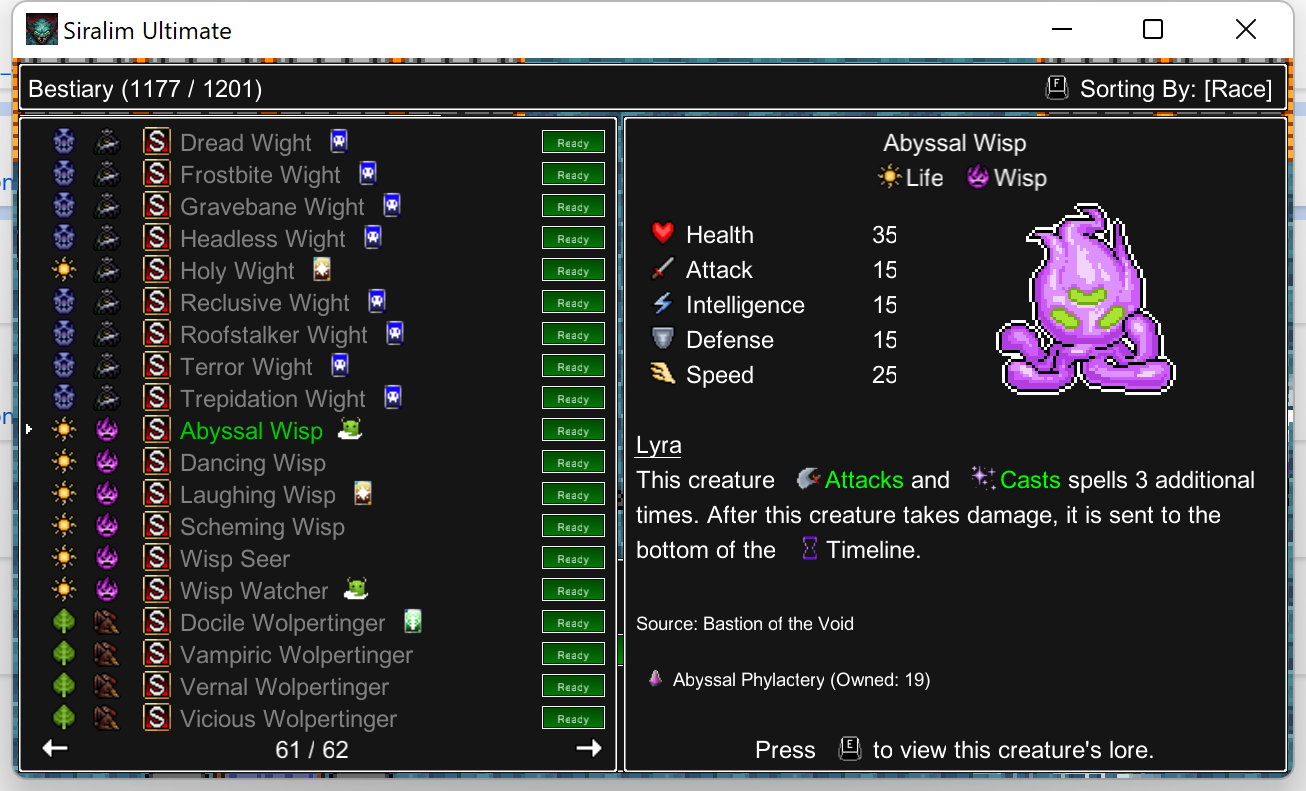 Siralim Ultimate
Bestiary (1177 / 1201)
F Sorting By: [Race]
S Dread Wight Ready
S Frostbite Wight Ready
S Gravebane Wight Ready
S Headless Wight Ready
S Holy Wight Ready
S Reclusive Wight Ready
S Roofstalker Wight Ready
S Terror Wight Ready
S Trepidation Wight Ready
S Abyssal Wisp Ready
S Dancing Wisp Ready
S Laughing Wisp Ready
S Scheming Wisp Ready
S Wisp Seer Ready
S Wisp Watcher Ready
S Docile Wolpertinger Ready
S Vampiric Wolpertinger Ready
S Vernal Wolpertinger Ready
S Vicious Wolpertinger Ready
61 / 62
Abyssal Wisp
Life Wisp
Health 35
Attack 15
Intelligence 15
Defense 15
Speed 25
Lyra
This creature Attacks and Casts spells 3 additional
times. After this creature takes damage, it is sent to the
bottom of the Timeline.
Source: Bastion of the Void
Abyssal Phylactery (Owned: 19)
Press E to view this creature's lore.